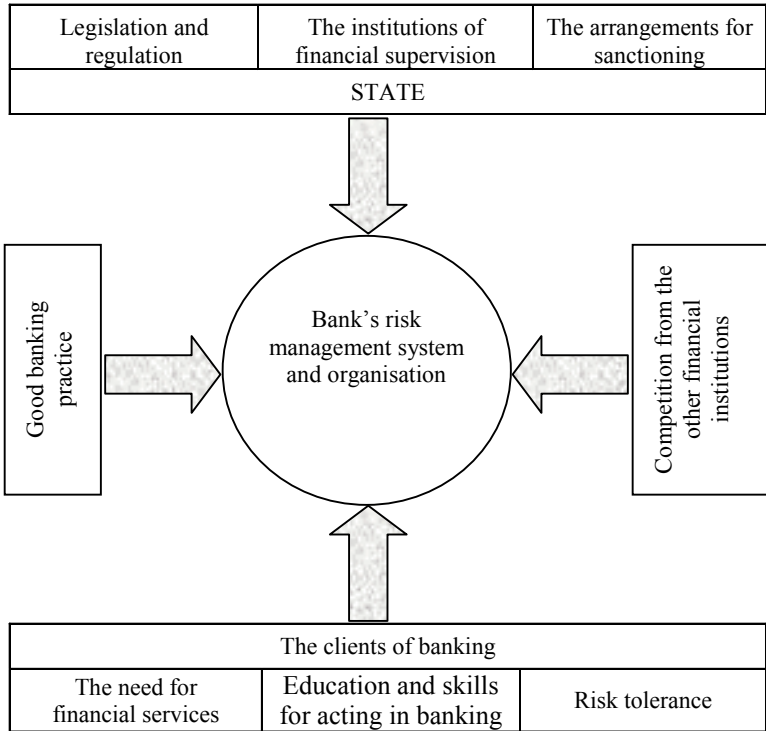 Legislation and
regulation
The institutions of
financial supervision
The arrangements for
sanctioning
STATE
Good banking
practice
Bank's risk
management system
and organisation
Competition from the
other financial
institutions
The clients of banking
The need for
financial services
Education and skills
for acting in banking
Risk tolerance